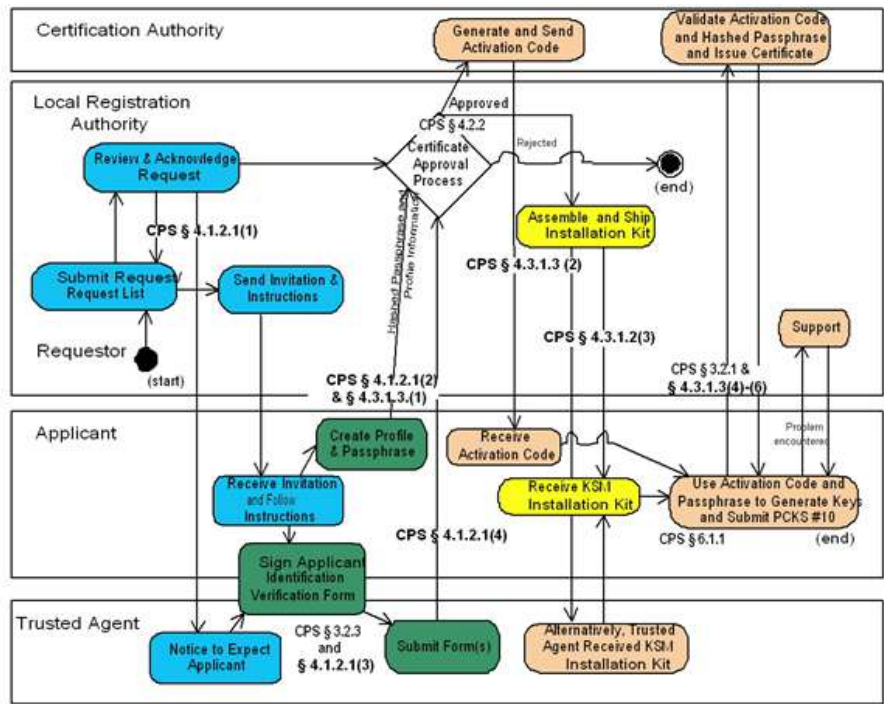 Certification Authority
Generate and Send
Activation Code
Validate Activation Code
and Hashed Passphrase
and Issue Certificate
Local Registration
Authority
Review & Acknowledge
Request
CPS § 4.1.2.1(1)
Submit Request/
Request List
Send Invitation &
Instructions
Requestor
(start)
Approved
CPS § 4.2.2
Certificate
Approval
Process
Rejected
(end)
Hashed Passphrase and
Profile Information
Assemble and Ship
Installation Kit
CPS § 4.3.1.3 (2)
CPS § 4.3.1.2(3)
Support
CPS § 3.2.1 &
§ 4.3.1.3(4)-(6)
CPS § 4.1.2.1(2)
& § 4.3.1.3.(1)
Applicant
Create Profile
& Passphrase
Receive
Activation Code
Problem
encountered
Receive Invitation
and Follow
Instructions
Receive KSM
Installation Kit
Use Activation Code and
Passphrase to Generate Keys
and Submit PCKS #10
CPS § 6.1.1
(end)
CPS § 4.1.2.1(4)
Sign Applicant
Identification
Verification Form
Trusted Agent
Notice to Expect
Applicant
CPS § 3.2.3
and
§ 4.1.2.1(3)
Submit Form(s)
Alternatively, Trusted
Agent Received KSM
Installation Kit